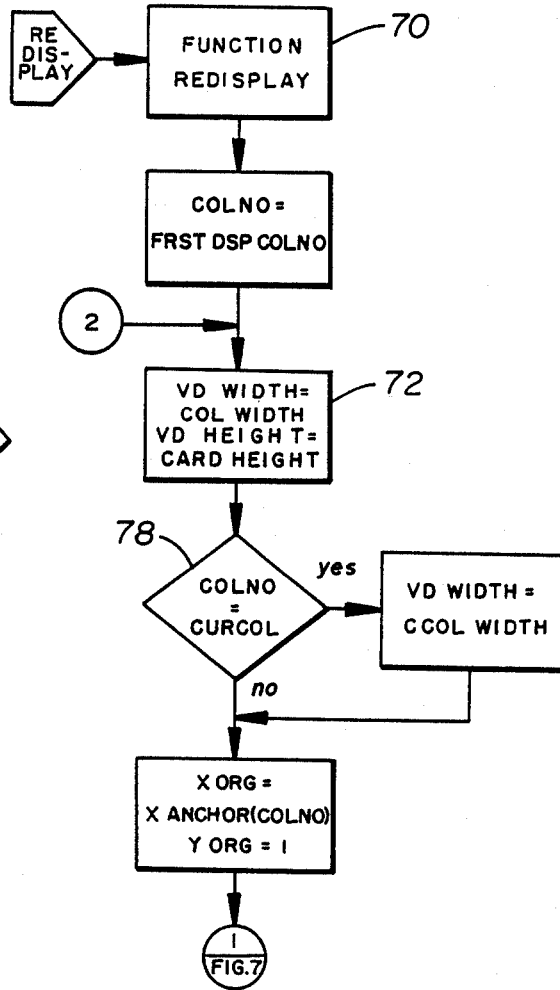 RE
DIS-
PLAY
FUNCTION
REDISPLAY
70
COLNO =
FRST DSP COLNO
2
VD WIDTH=
COL WIDTH
VD HEIGHT=
CARD HEIGHT
72
78
COLNO
=
CURCOL
yes
VD WIDTH =
CCOL WIDTH
no
X ORG =
X ANCHOR(COLNO)
Y ORG = 1
1
FIG.7